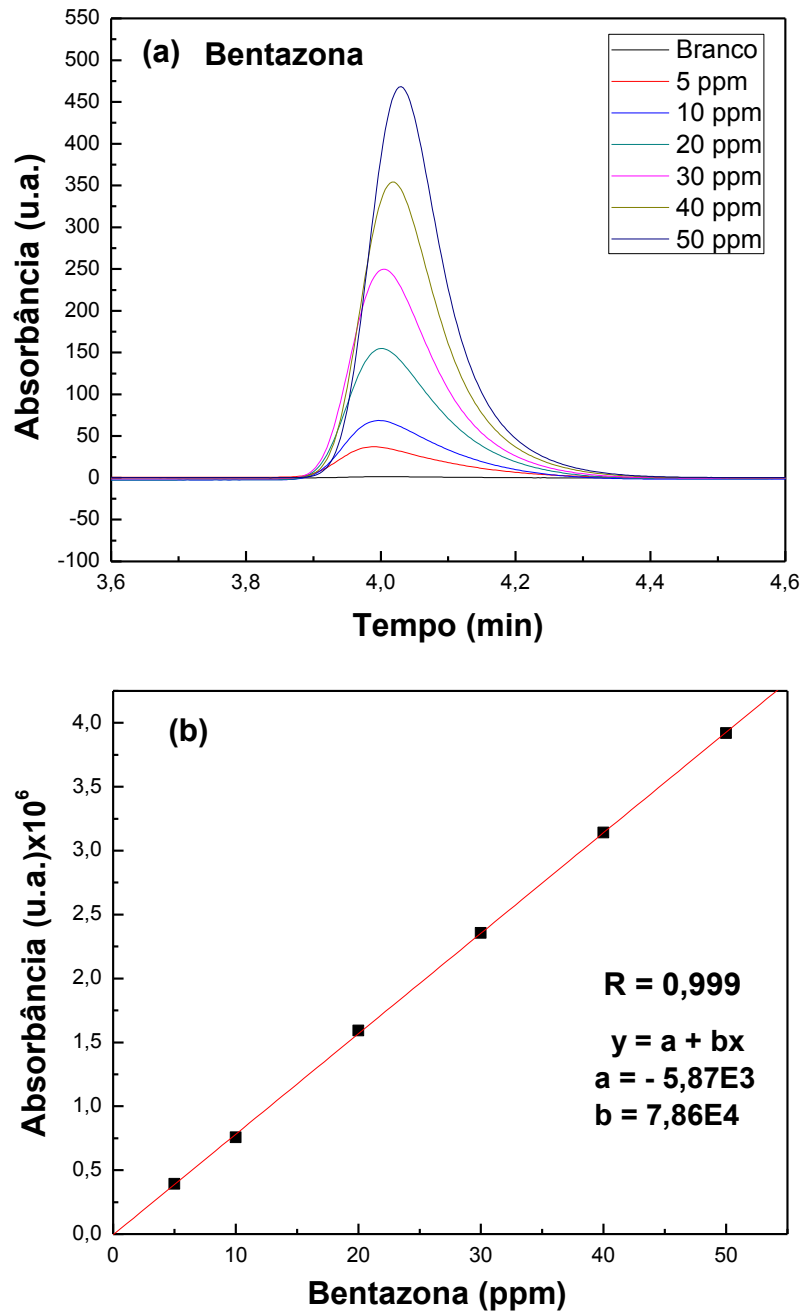 (a) Bentazona
Branco
5 ppm
10 ppm
20 ppm
30 ppm
40 ppm
50 ppm
Absorbância (u.a.)
550
500
450
400
350
300
250
200
150
100
50
0
-50
-100
3,6
3,8
4,0
4,2
4,4
4,6
Tempo (min)
(b)
Absorbância (u.a.)x10⁶
4,0
3,5
3,0
2,5
2,0
1,5
1,0
0,5
0,0
R = 0,999
y = a + bx
a = - 5,87E3
b = 7,86E4
0
10
20
30
40
50
Bentazona (ppm)